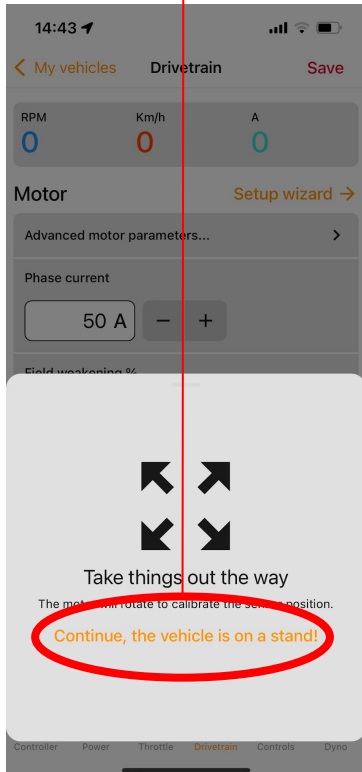 14:43
My vehicles Drivetrain Save
RPM Km/h A
0 0 0
Motor Setup wizard →
Advanced motor parameters...
Phase current
50 A − +
Field weakening %
Take things out the way
The motor will rotate to calibrate the sensor position.
Continue, the vehicle is on a stand!
Controller Power Throttle Drivetrain Controls Dyno